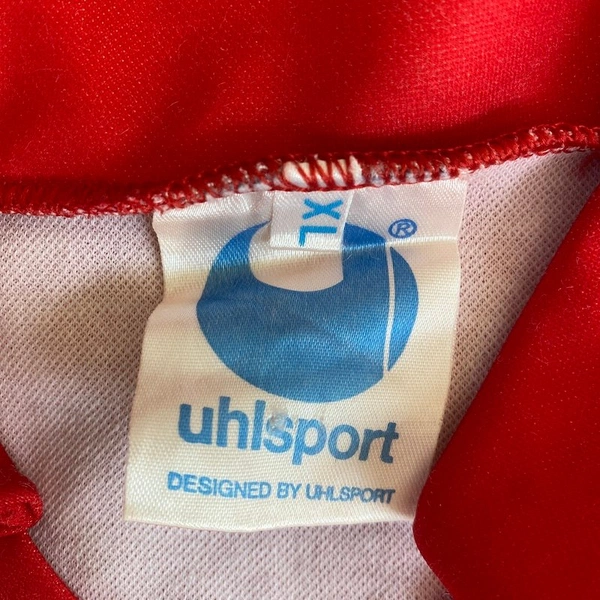 XL
®
uhlsport
DESIGNED BY UHLSPORT